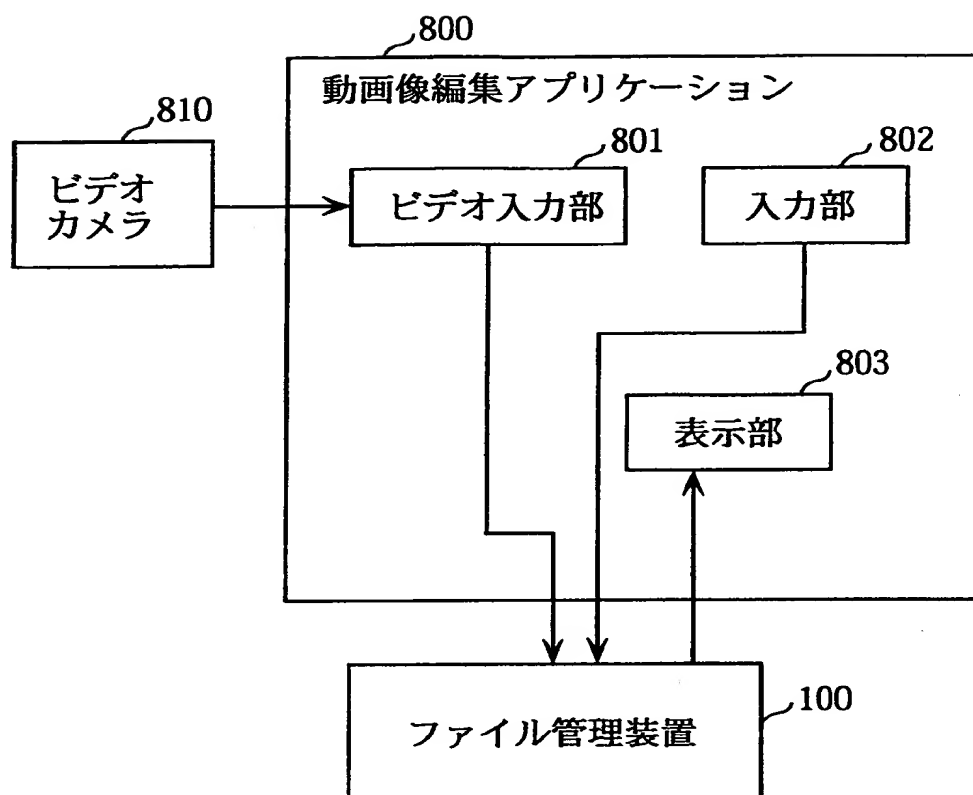 800
動画像編集アプリケーション
810
ビデオ
カメラ
801
ビデオ入力部
802
入力部
803
表示部
100
ファイル管理装置